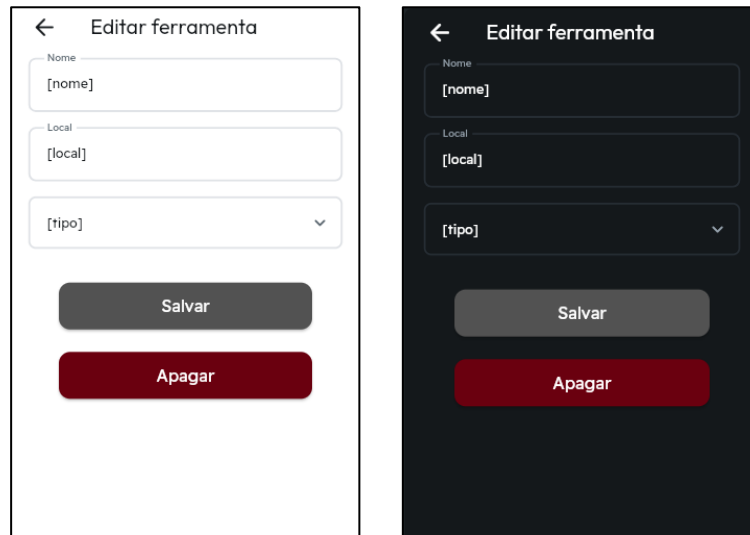 Editar ferramenta
Nome
[nome]
Local
[local]
[tipo]
Salvar
Apagar
Editar ferramenta
Nome
[nome]
Local
[local]
[tipo]
Salvar
Apagar